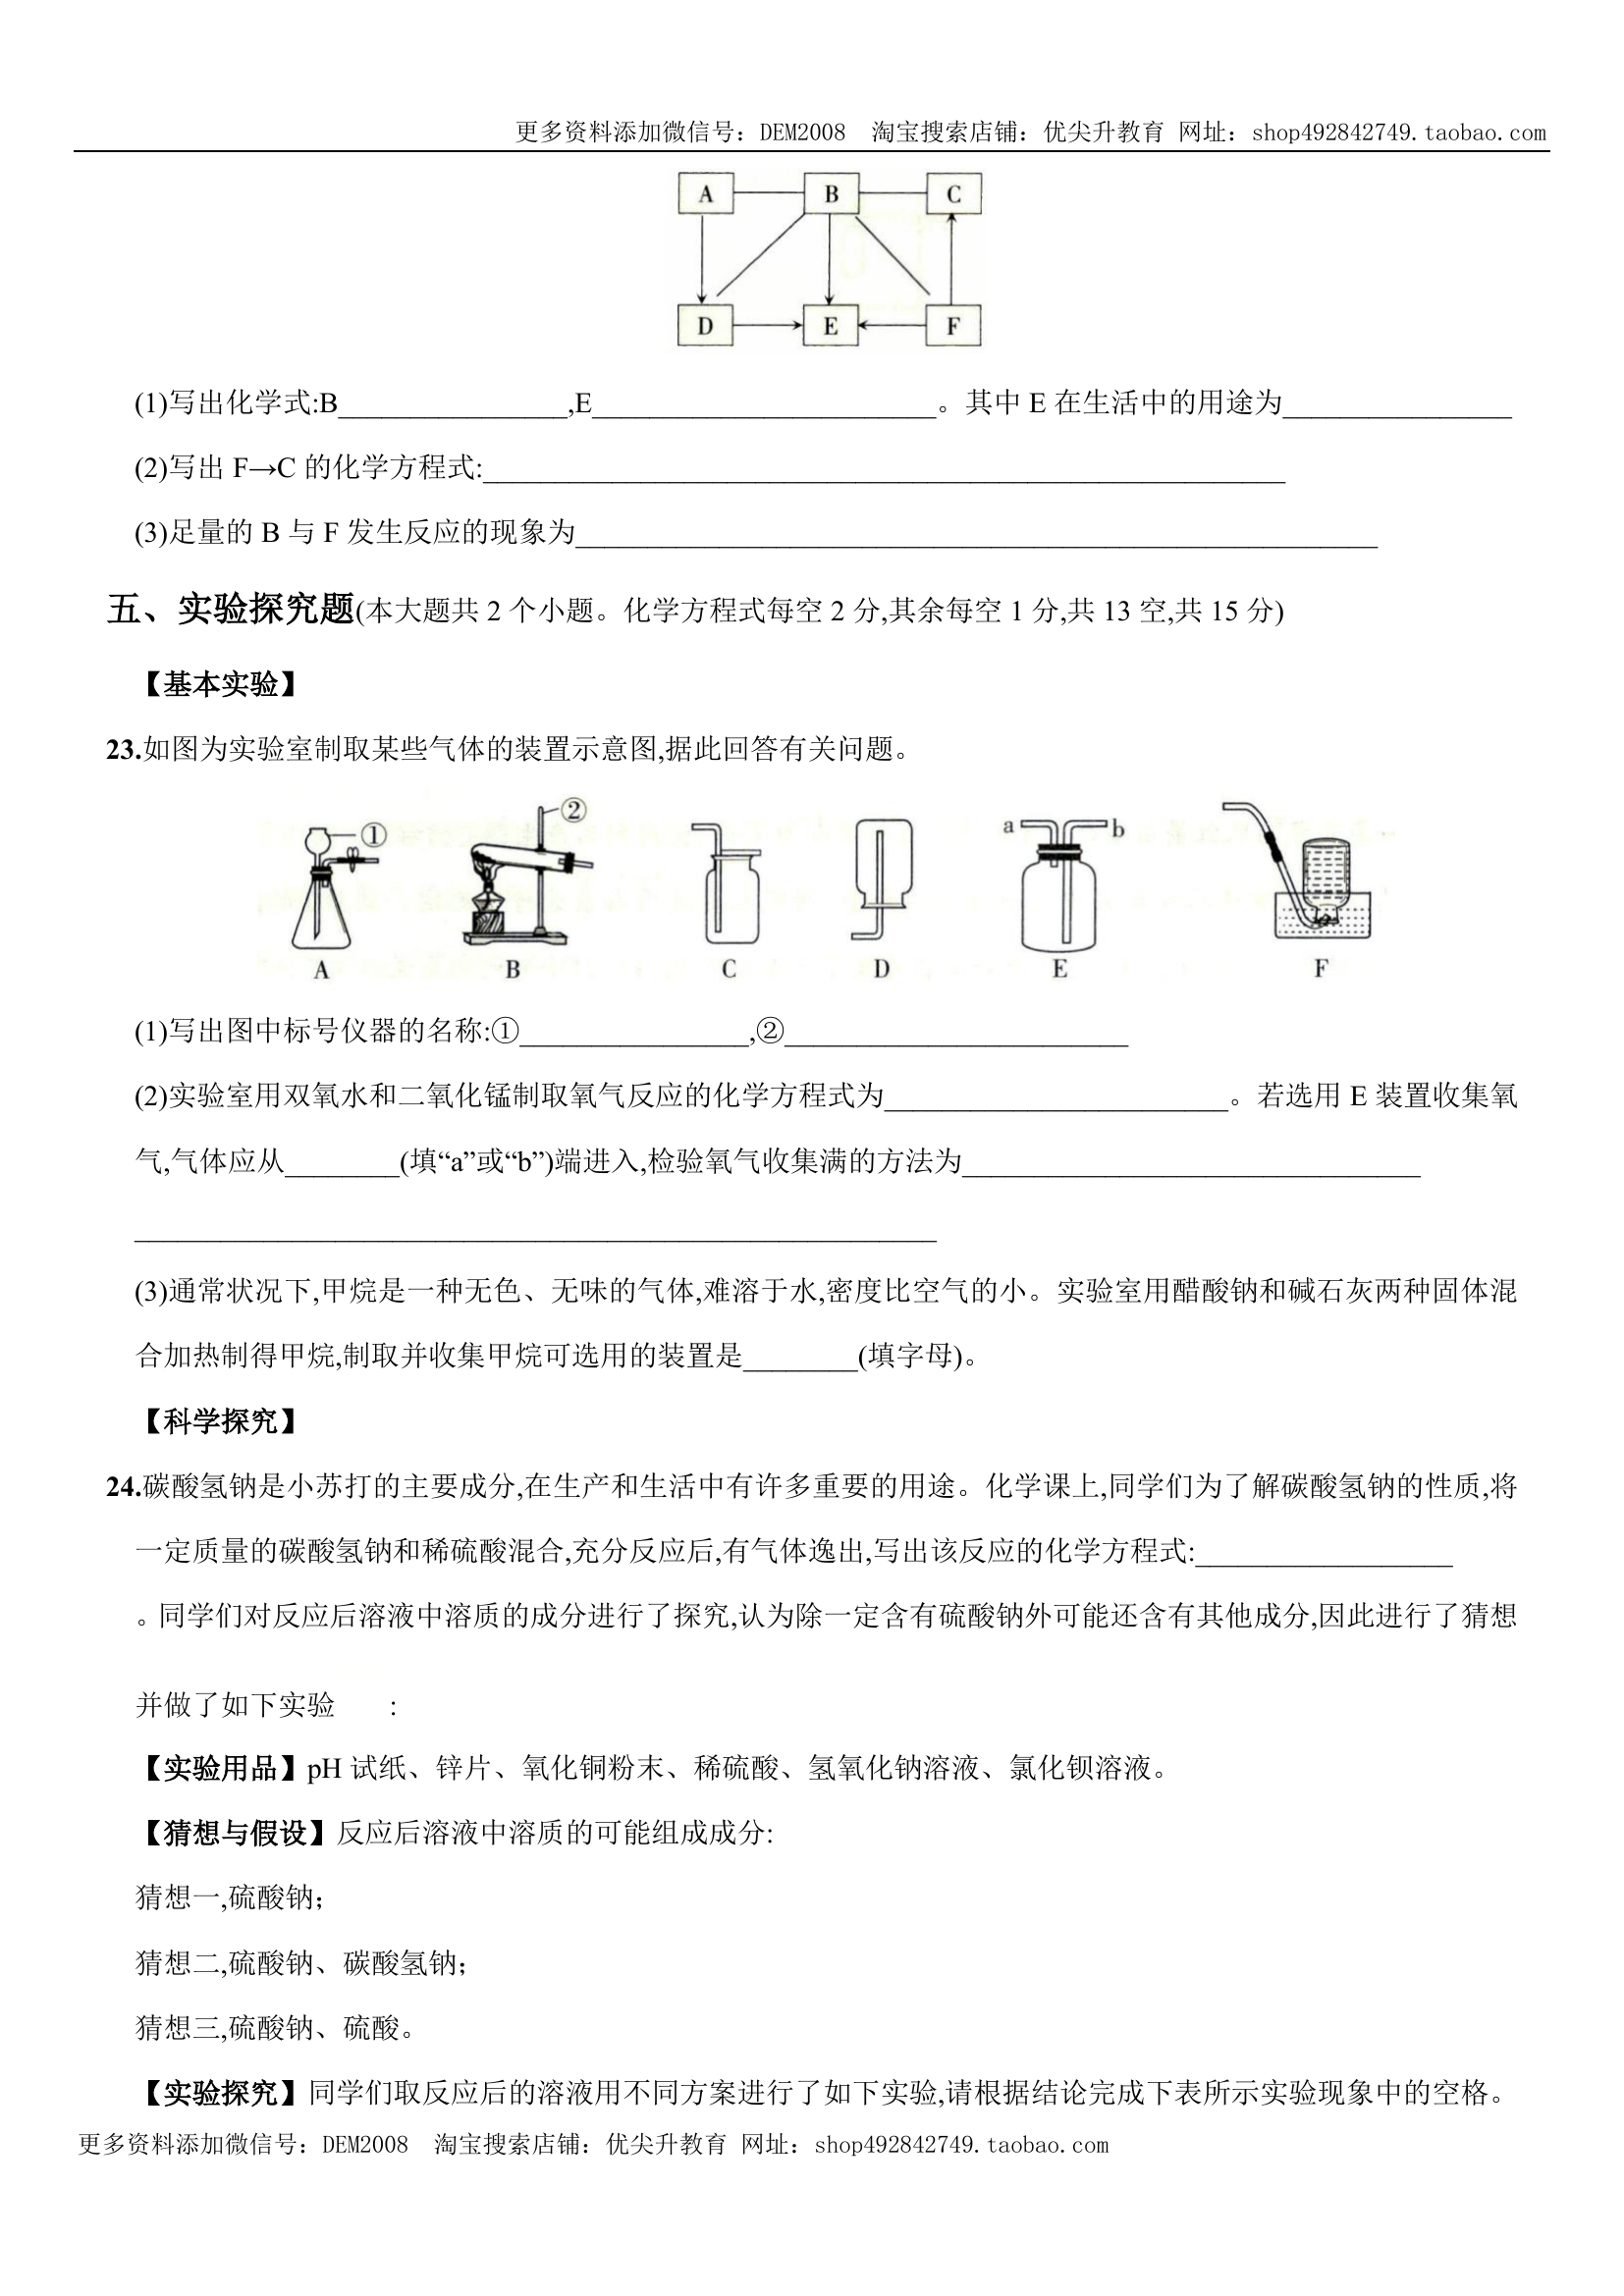 更多资料添加微信号：DEM2008 淘宝搜索店铺：优尖升教育 网址：shop492842749.taobao.com
A B C
D E F
(1)写出化学式:B________________,E________________________。其中 E 在生活中的用途为________________
(2)写出 F→C 的化学方程式:________________________________________________________
(3)足量的 B 与 F 发生反应的现象为________________________________________________________
五、实验探究题(本大题共 2 个小题。化学方程式每空 2 分,其余每空 1 分,共 13 空,共 15 分)
【基本实验】
23.如图为实验室制取某些气体的装置示意图,据此回答有关问题。
① ② a b
A B C D E F
(1)写出图中标号仪器的名称:①________________,②________________________
(2)实验室用双氧水和二氧化锰制取氧气反应的化学方程式为________________________。若选用 E 装置收集氧
气,气体应从________(填“a”或“b”)端进入,检验氧气收集满的方法为________________________________
________________________________________________________
(3)通常状况下,甲烷是一种无色、无味的气体,难溶于水,密度比空气的小。实验室用醋酸钠和碱石灰两种固体混
合加热制得甲烷,制取并收集甲烷可选用的装置是________(填字母)。
【科学探究】
24.碳酸氢钠是小苏打的主要成分,在生产和生活中有许多重要的用途。化学课上,同学们为了解碳酸氢钠的性质,将
一定质量的碳酸氢钠和稀硫酸混合,充分反应后,有气体逸出,写出该反应的化学方程式:__________________
。同学们对反应后溶液中溶质的成分进行了探究,认为除一定含有硫酸钠外可能还含有其他成分,因此进行了猜想
并做了如下实验 :
【实验用品】pH 试纸、锌片、氧化铜粉末、稀硫酸、氢氧化钠溶液、氯化钡溶液。
【猜想与假设】反应后溶液中溶质的可能组成成分:
猜想一,硫酸钠;
猜想二,硫酸钠、碳酸氢钠;
猜想三,硫酸钠、硫酸。
【实验探究】同学们取反应后的溶液用不同方案进行了如下实验,请根据结论完成下表所示实验现象中的空格。
更多资料添加微信号：DEM2008 淘宝搜索店铺：优尖升教育 网址：shop492842749.taobao.com